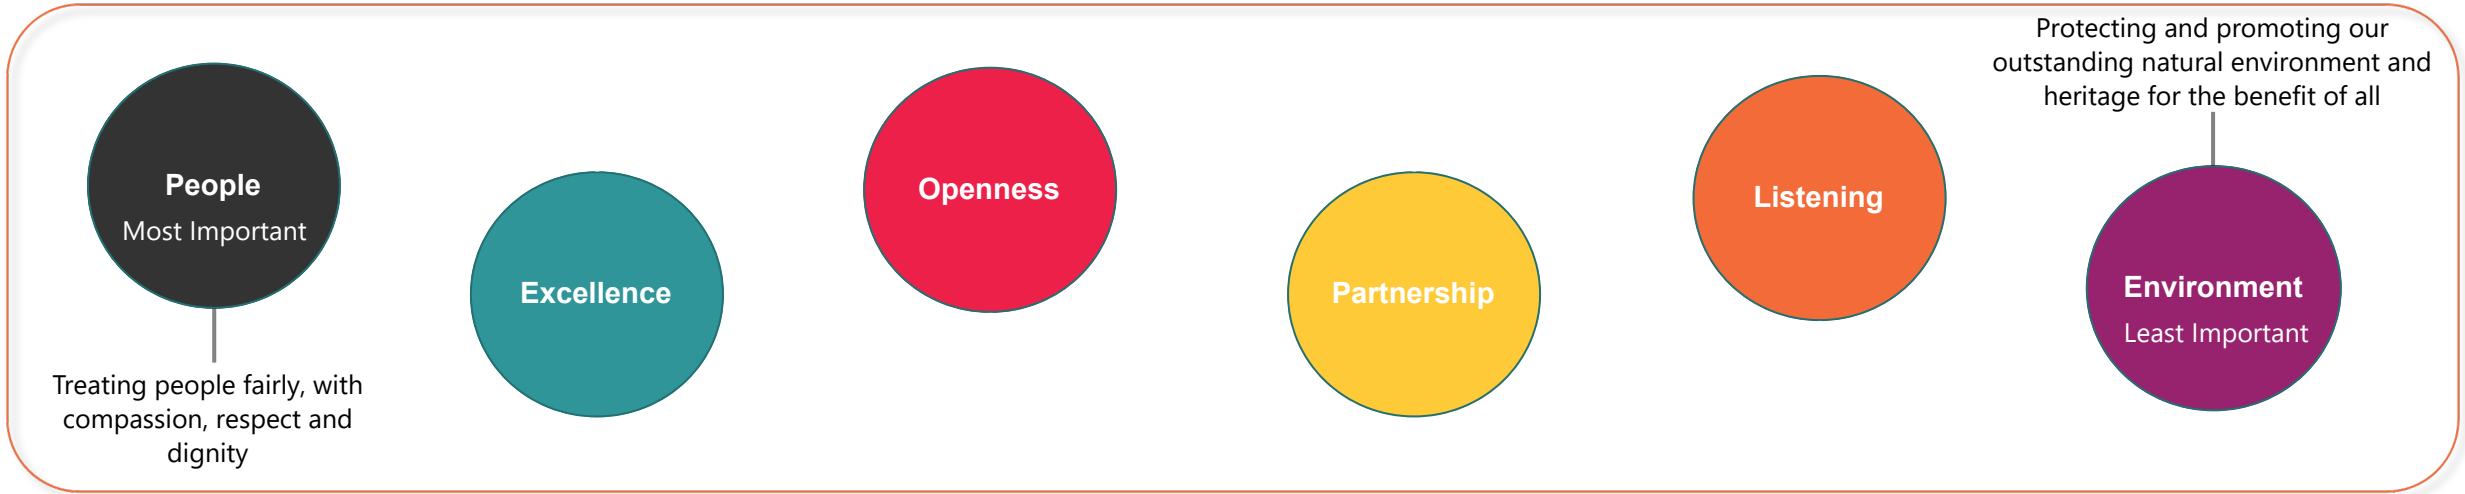 People
Most Important
Treating people fairly, with
compassion, respect and
dignity
Excellence
Openness
Partnership
Listening
Protecting and promoting our
outstanding natural environment and
heritage for the benefit of all
Environment
Least Important